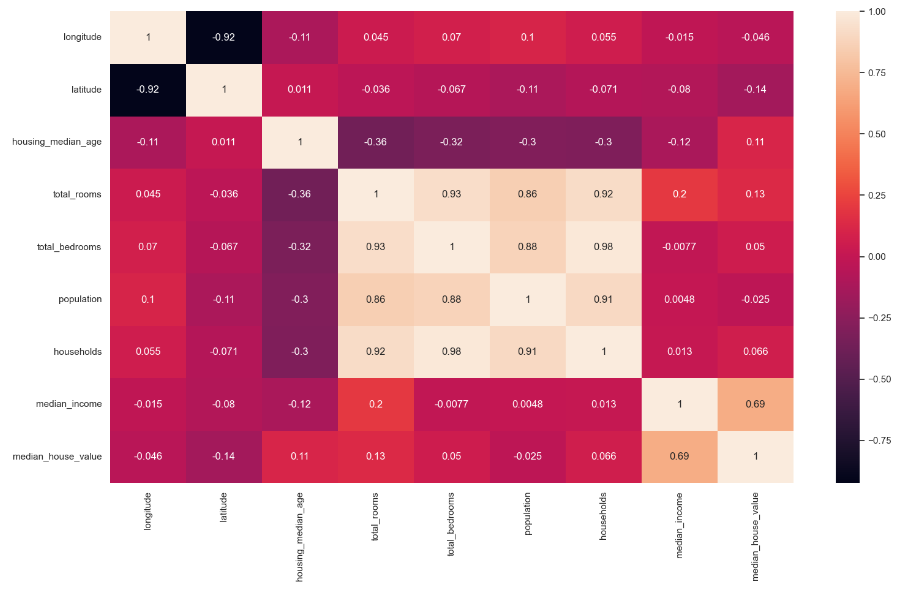 longitude 1 -0.92 -0.11 0.045 0.07 0.1 0.055 -0.015 -0.046
latitude -0.92 1 0.011 -0.036 -0.067 -0.11 -0.071 -0.08 -0.14
housing_median_age -0.11 0.011 1 -0.36 -0.32 -0.3 -0.3 -0.12 0.11
total_rooms 0.045 -0.036 -0.36 1 0.93 0.86 0.92 0.2 0.13
total_bedrooms 0.07 -0.067 -0.32 0.93 1 0.88 0.98 -0.0077 0.05
population 0.1 -0.11 -0.3 0.86 0.88 1 0.91 0.0048 -0.025
households 0.055 -0.071 -0.3 0.92 0.98 0.91 1 0.013 0.066
median_income -0.015 -0.08 -0.12 0.2 -0.0077 0.0048 0.013 1 0.69
median_house_value -0.046 -0.14 0.11 0.13 0.05 -0.025 0.066 0.69 1
longitude
latitude
housing_median_age
total_rooms
total_bedrooms
population
households
median_income
median_house_value
1.00
0.75
0.50
0.25
0.00
−0.25
−0.50
−0.75